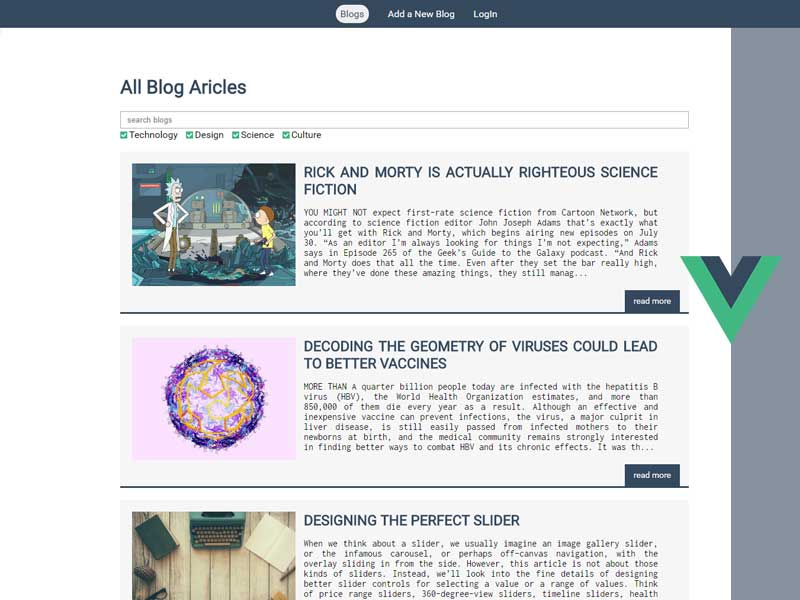 Blogs Add a New Blog LogIn
All Blog Aricles
search blogs
Technology Design Science Culture
RICK AND MORTY IS ACTUALLY RIGHTEOUS SCIENCE
FICTION
YOU MIGHT NOT expect first-rate science fiction from Cartoon Network, but
according to science fiction editor John Joseph Adams that's exactly what
you'll get with Rick and Morty, which begins airing new episodes on July
30. “As an editor I'm always looking for things I'm not expecting,” Adams
says in Episode 265 of the Geek's Guide to the Galaxy podcast. “And Rick
and Morty does that all the time. Even after they set the bar really high,
where they've done these amazing things, they still manag...
read more
DECODING THE GEOMETRY OF VIRUSES COULD LEAD
TO BETTER VACCINES
MORE THAN A quarter billion people today are infected with the hepatitis B
virus (HBV), the World Health Organization estimates, and more than
850,000 of them die every year as a result. Although an effective and
inexpensive vaccine can prevent infections, the virus, a major culprit in
liver disease, is still easily passed from infected mothers to their
newborns at birth, and the medical community remains strongly interested
in finding better ways to combat HBV and its chronic effects. It was th...
read more
DESIGNING THE PERFECT SLIDER
When we think about a slider, we usually imagine an image gallery slider,
or the infamous carousel, or perhaps off-canvas navigation, with the
overlay sliding in from the side. However, this article is not about those
kinds of sliders. Instead, we'll look into the fine details of designing
better slider controls for selecting a value or a range of values. Think
of price range sliders, 360-degree-view sliders, timeline sliders, health